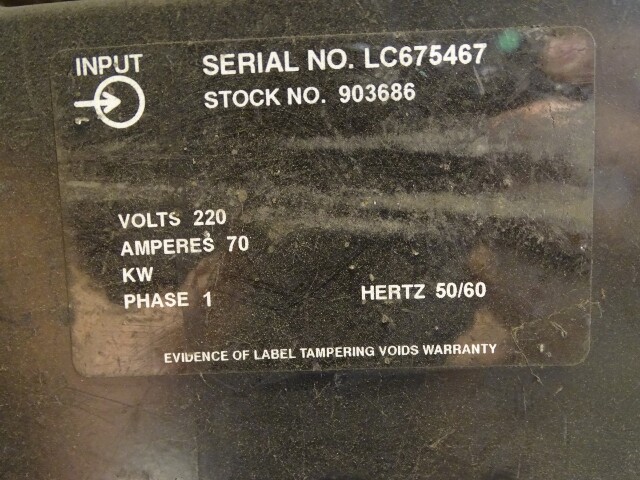 INPUT
SERIAL NO. LC675467
STOCK NO. 903686
VOLTS 220
AMPERES 70
KW
PHASE 1
HERTZ 50/60
EVIDENCE OF LABEL TAMPERING VOIDS WARRANTY